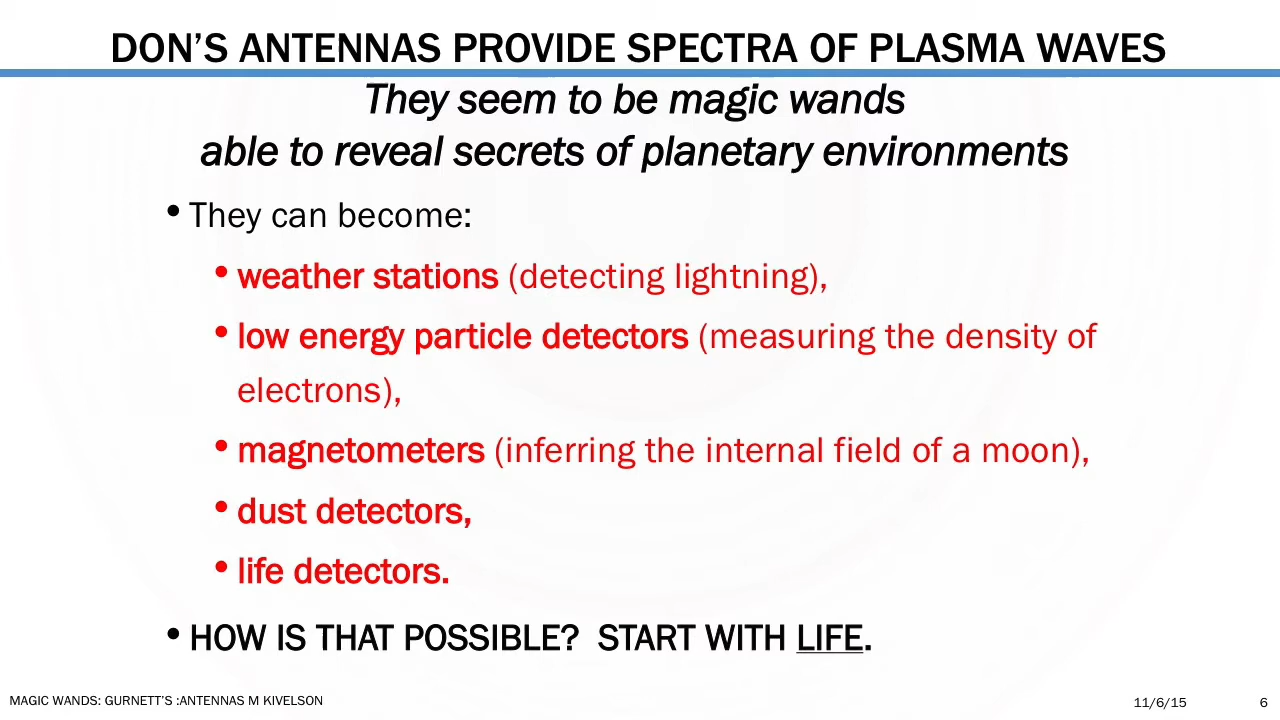 DON’S ANTENNAS PROVIDE SPECTRA OF PLASMA WAVES
They seem to be magic wands
able to reveal secrets of planetary environments
• They can become:
• weather stations (detecting lightning),
• low energy particle detectors (measuring the density of
electrons),
• magnetometers (inferring the internal field of a moon),
• dust detectors,
• life detectors.
• HOW IS THAT POSSIBLE?  START WITH LIFE.
MAGIC WANDS: GURNETT’S :ANTENNAS M KIVELSON
11/6/15
6